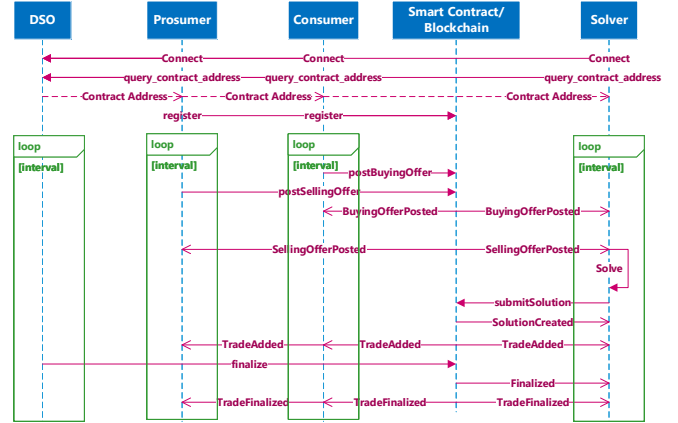 DSO
Prosumer
Consumer
Smart Contract/
Blockchain
Solver
Connect Connect Connect
query_contract_address query_contract_address query_contract_address
Contract Address Contract Address Contract Address
register register
loop loop loop loop
[interval] [interval] [interval] [interval]
postBuyingOffer
postSellingOffer
BuyingOfferPosted BuyingOfferPosted
SellingOfferPosted SellingOfferPosted
Solve
submitSolution
SolutionCreated
TradeAdded TradeAdded TradeAdded
finalize
Finalized
TradeFinalized TradeFinalized TradeFinalized